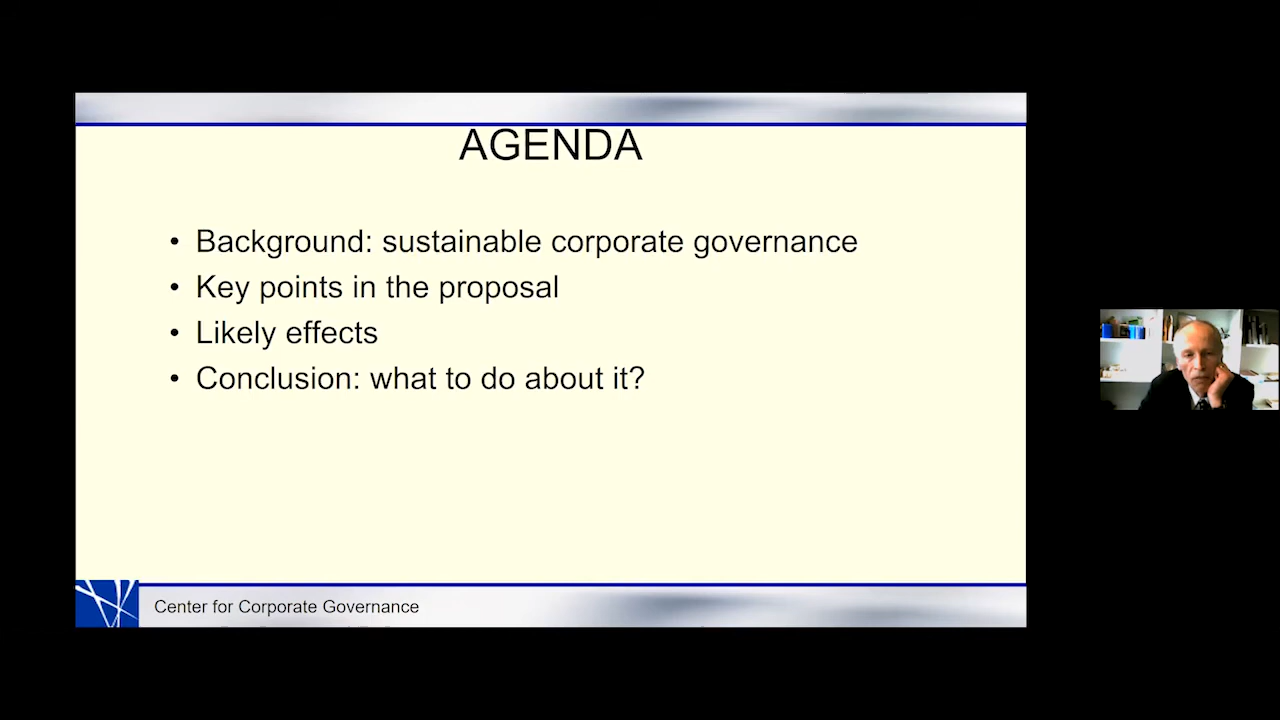 AGENDA
• Background: sustainable corporate governance
• Key points in the proposal
• Likely effects
• Conclusion: what to do about it?
Center for Corporate Governance